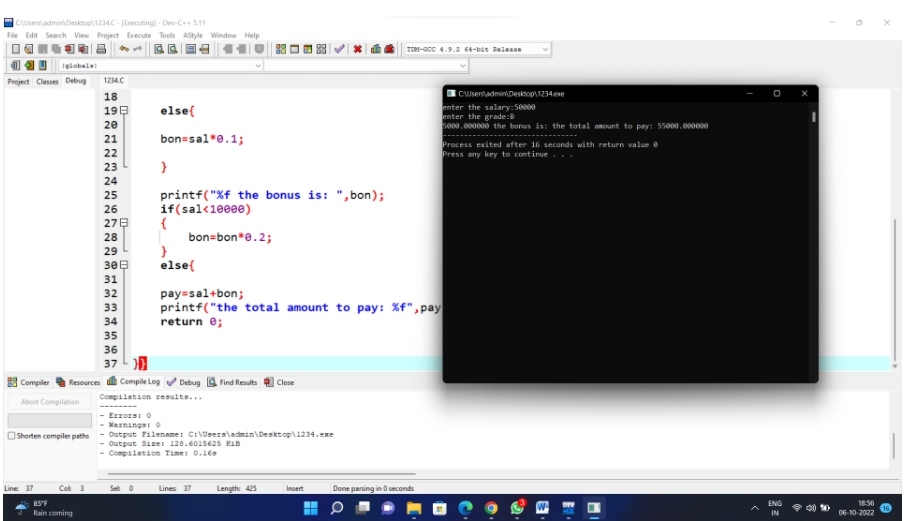 C:\Users\admin\Desktop\1234.C - [Executing] - Dev-C++ 5.11
File Edit Search View Project Execute Tools AStyle Window Help
TDM-GCC 4.9.2 64-bit Release
(globals)
Project Classes Debug 1234.C
18
19 else{
20
21 bon=sal*0.1;
22
23 }
24
25 printf("%f the bonus is: ",bon);
26 if(sal<10000)
27 {
28 bon=bon*0.2;
29 }
30 else{
31
32 pay=sal+bon;
33 printf("the total amount to pay: %f",pay
34 return 0;
35
36
37 }}
C:\Users\admin\Desktop\1234.exe
enter the salary:50000
enter the grade:B
5000.000000 the bonus is: the total amount to pay: 55000.000000
--------------------------------
Process exited after 16 seconds with return value 0
Press any key to continue . . .
Compiler Resources Compile Log Debug Find Results Close
Abort Compilation
Shorten compiler paths
Compilation results...
--------
- Errors: 0
- Warnings: 0
- Output Filename: C:\Users\admin\Desktop\1234.exe
- Output Size: 128.6015625 KiB
- Compilation Time: 0.16s
Line: 37 Col: 3 Sel: 0 Lines: 37 Length: 425 Insert Done parsing in 0 seconds
85°F
Rain coming
ENG
IN
18:56
06-10-2022